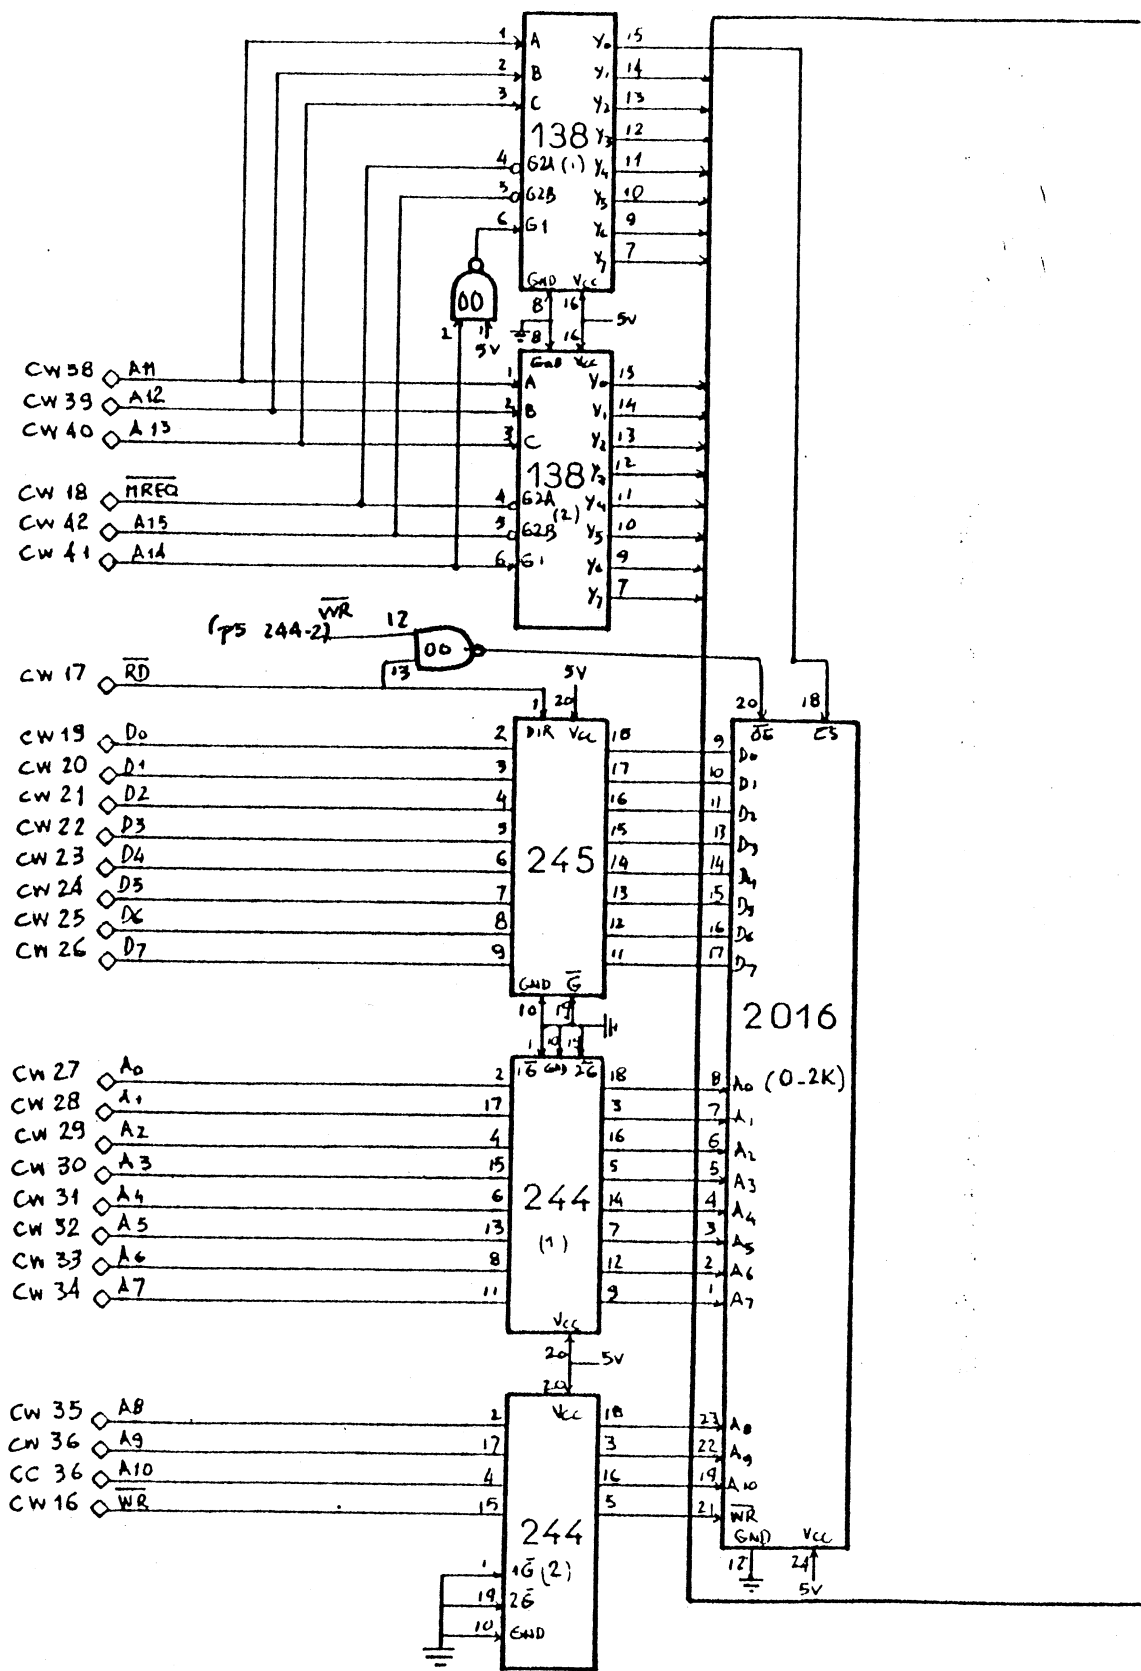 1 A Y0 15
2 B Y1 14
3 C Y2 13
138 Y3 12
4 G2A (1) Y4 11
5 G2B Y5 10
6 G1 Y6 9
Y7 7
GND VCC
00
8 16
2 1
5V
5V
8 16
GND VCC
CW 38 A11 1 A Y0 15
CW 39 A12 2 B Y1 14
CW 40 A13 3 C Y2 13
138 Y3 12
CW 18 MREQ 4 G2A (2) Y4 11
CW 42 A15 5 G2B Y5 10
CW 41 A14 6 G1 Y6 9
Y7 7
(p5 244-2) WR 12
00
13
CW 17 RD
5V
1 20
20 18
DIR VCC
OE CS
CW 19 D0 2 18 9 D0
CW 20 D1 3 17 10 D1
CW 21 D2 4 16 11 D2
CW 22 D3 5 15 13 D3
245
CW 23 D4 6 14 14 D4
CW 24 D5 7 13 15 D5
CW 25 D6 8 12 16 D6
CW 26 D7 9 11 17 D7
GND G
10 19
2016
1 10 19
1G GND 2G
(0_2K)
CW 27 A0 2 18 8 A0
CW 28 A1 17 3 7 A1
CW 29 A2 4 16 6 A2
CW 30 A3 15 5 5 A3
244
CW 31 A4 6 14 4 A4
CW 32 A5 13 7 3 A5
(1)
CW 33 A6 8 12 2 A6
CW 34 A7 11 9 1 A7
VCC
20
5V
20
VCC
CW 35 A8 2 18 23 A8
CW 36 A9 17 3 22 A9
CC 36 A10 4 16 19 A10
CW 16 WR 15 5 21 WR
244
GND VCC
1 1G (2)
12 24
5V
19 2G
10 GND